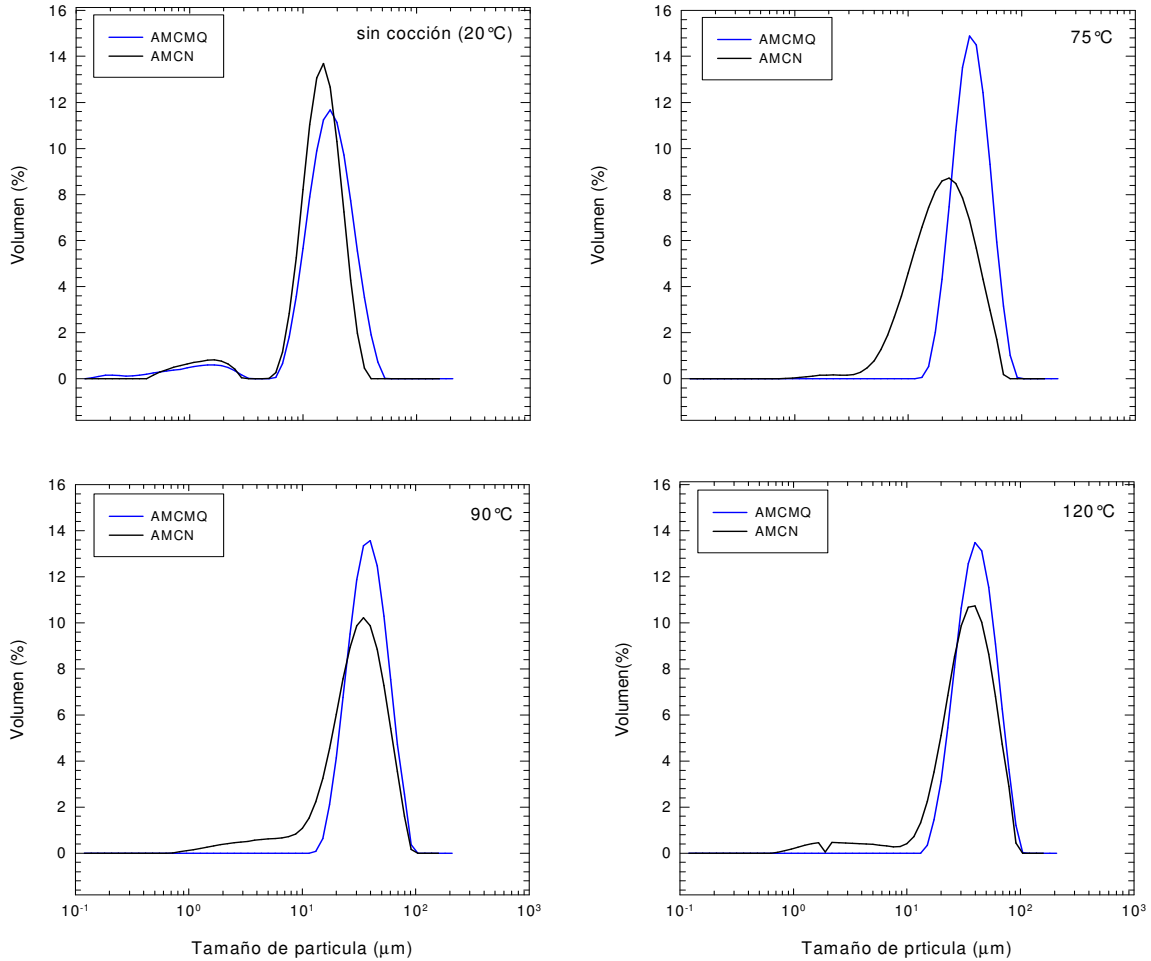 16
14
12
10
8
6
4
2
0
Volumen (%)
AMCMQ
AMCN
sin cocción (20°C)
16
14
12
10
8
6
4
2
0
Volumen (%)
AMCMQ
AMCN
75°C
16
14
12
10
8
6
4
2
0
Volumen (%)
AMCMQ
AMCN
90°C
10-1 100 101 102 103
Tamaño de particula (μm)
16
14
12
10
8
6
4
2
0
Volumen(%)
AMCMQ
AMCN
120°C
10-1 100 101 102 103
Tamaño de prticula (μm)